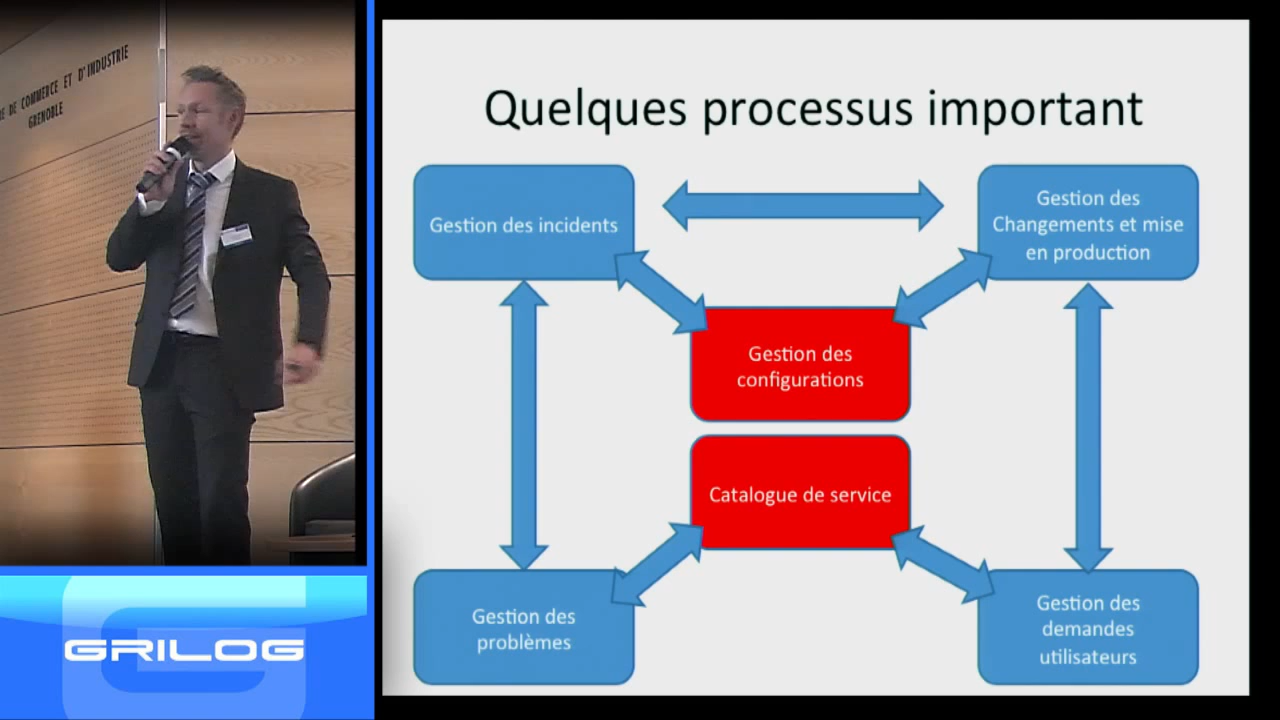 DE COMMERCE ET D'INDUSTRIE
GRENOBLE
GRILOG
Quelques processus important
Gestion des incidents
Gestion des
Changements et mise
en production
Gestion des
configurations
Catalogue de service
Gestion des
problèmes
Gestion des
demandes
utilisateurs